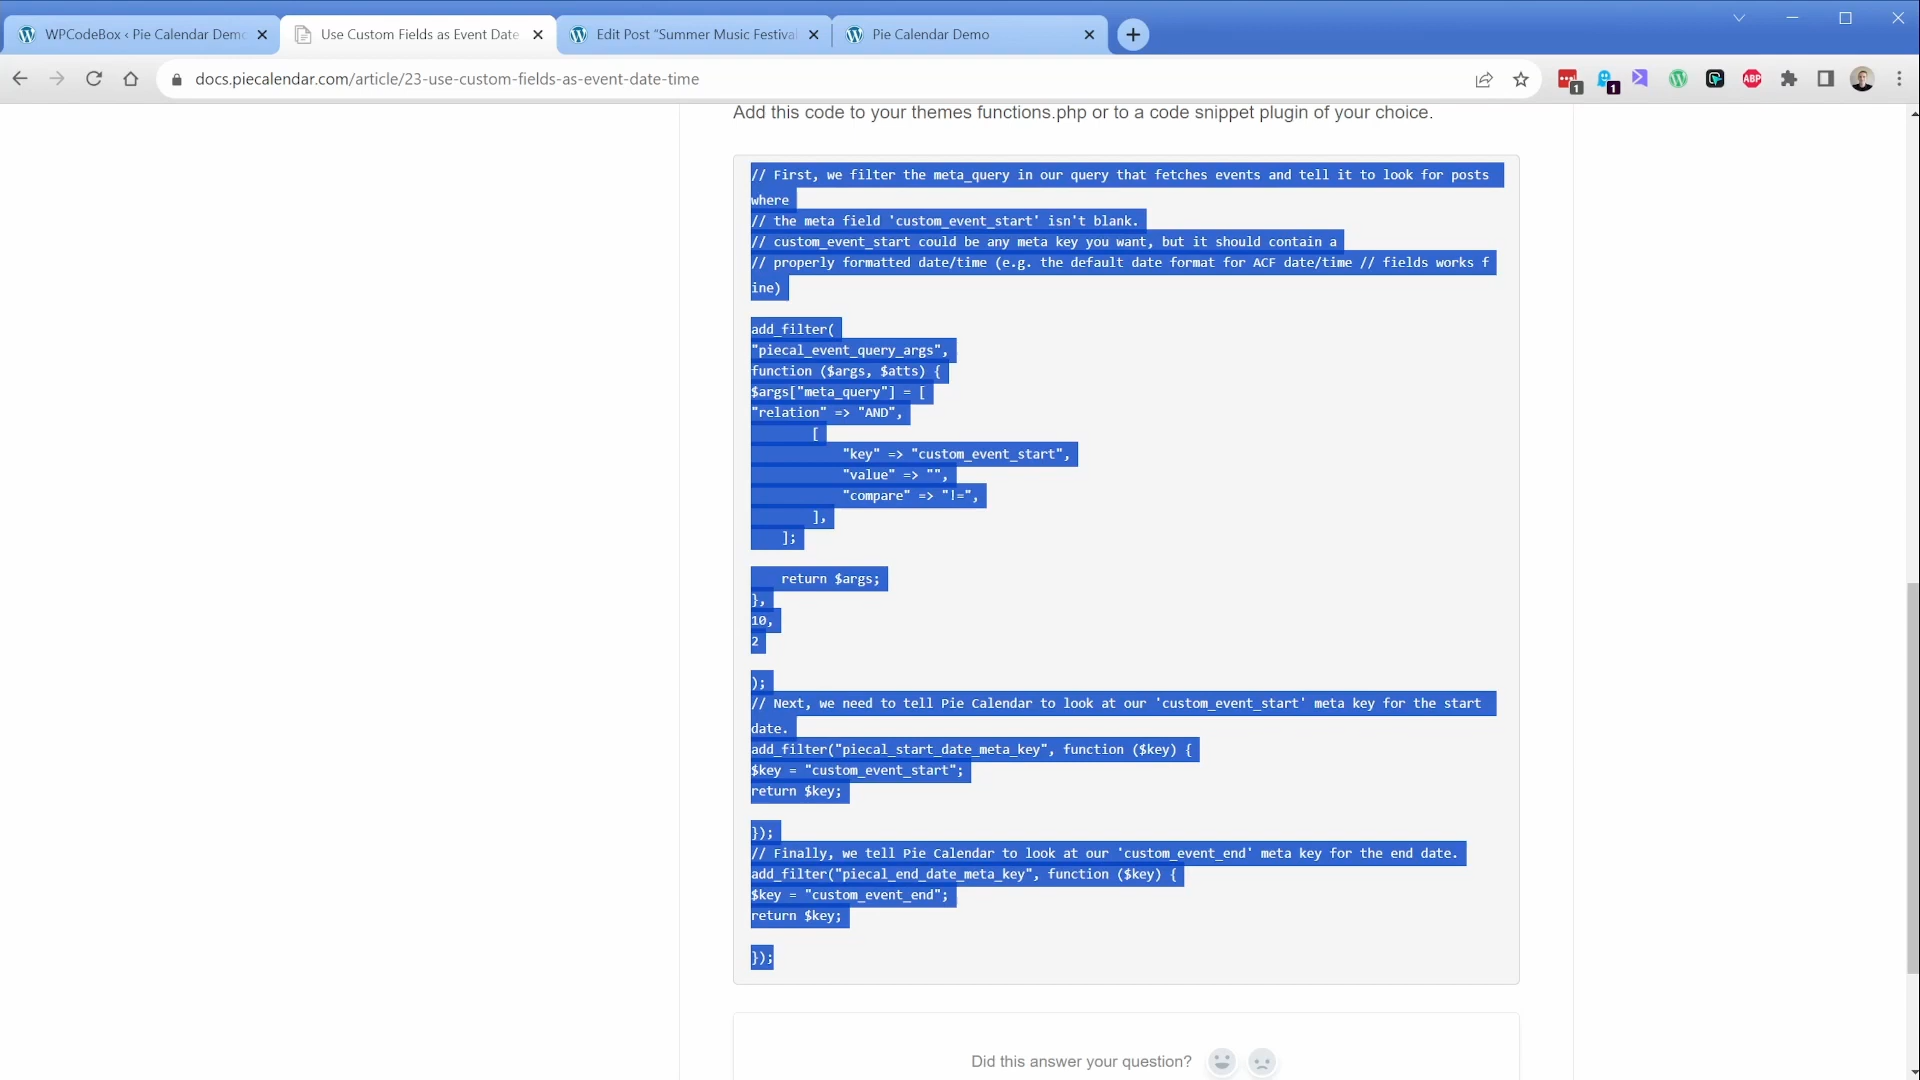 WPCodeBox ‹ Pie Calendar Demo
Use Custom Fields as Event Date
Edit Post “Summer Music Festival
Pie Calendar Demo
docs.piecalendar.com/article/23-use-custom-fields-as-event-date-time
1
1
ABP
Add this code to your themes functions.php or to a code snippet plugin of your choice.
// First, we filter the meta_query in our query that fetches events and tell it to look for posts
where
// the meta field 'custom_event_start' isn't blank.
// custom_event_start could be any meta key you want, but it should contain a
// properly formatted date/time (e.g. the default date format for ACF date/time // fields works f
ine)
add_filter(
"piecal_event_query_args",
function ($args, $atts) {
$args["meta_query"] = [
"relation" => "AND",
[
"key" => "custom_event_start",
"value" => "",
"compare" => "!=",
],
];
return $args;
},
10,
2
);
// Next, we need to tell Pie Calendar to look at our 'custom_event_start' meta key for the start
date.
add_filter("piecal_start_date_meta_key", function ($key) {
$key = "custom_event_start";
return $key;
});
// Finally, we tell Pie Calendar to look at our 'custom_event_end' meta key for the end date.
add_filter("piecal_end_date_meta_key", function ($key) {
$key = "custom_event_end";
return $key;
});
Did this answer your question?